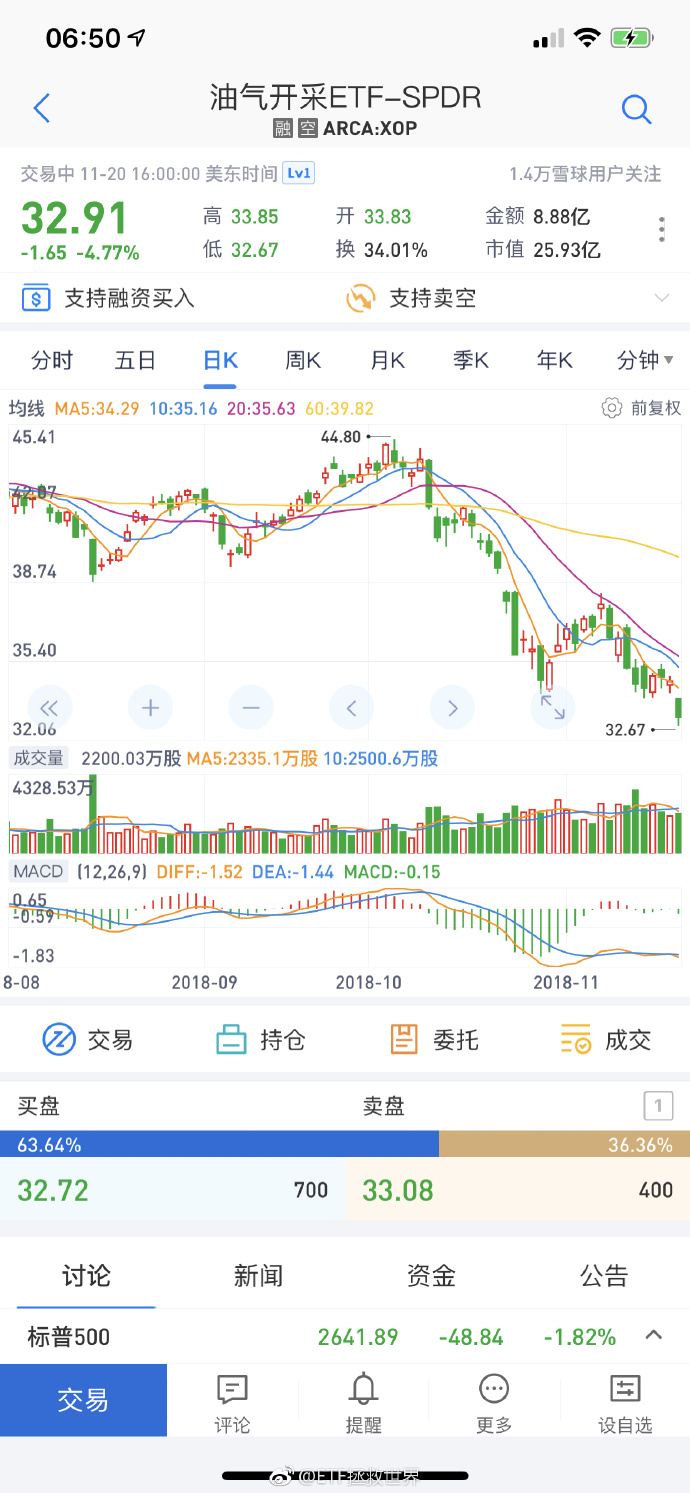 06:50
油气开采ETF-SPDR
融 空 ARCA:XOP
交易中 11-20 16:00:00 美东时间 Lv1 1.4万雪球用户关注
32.91 高 33.85 开 33.83 金额 8.88亿
-1.65 -4.77% 低 32.67 换 34.01% 市值 25.93亿
$ 支持融资买入 支持卖空
分时 五日 日K 周K 月K 季K 年K 分钟
均线 MA5:34.29 10:35.16 20:35.63 60:39.82 前复权
45.41 44.80
42.07
38.74
35.40
32.06 32.67
成交量 2200.03万股 MA5:2335.1万股 10:2500.6万股
4328.53万
MACD (12,26,9) DIFF:-1.52 DEA:-1.44 MACD:-0.15
0.65
-0.59
-1.83
8-08 2018-09 2018-10 2018-11
交易 持仓 委托 成交
买盘 卖盘 1
63.64% 36.36%
32.72 700 33.08 400
讨论 新闻 资金 公告
标普500 2641.89 -48.84 -1.82%
交易 评论 提醒 更多 设自选
@ETF拯救世界